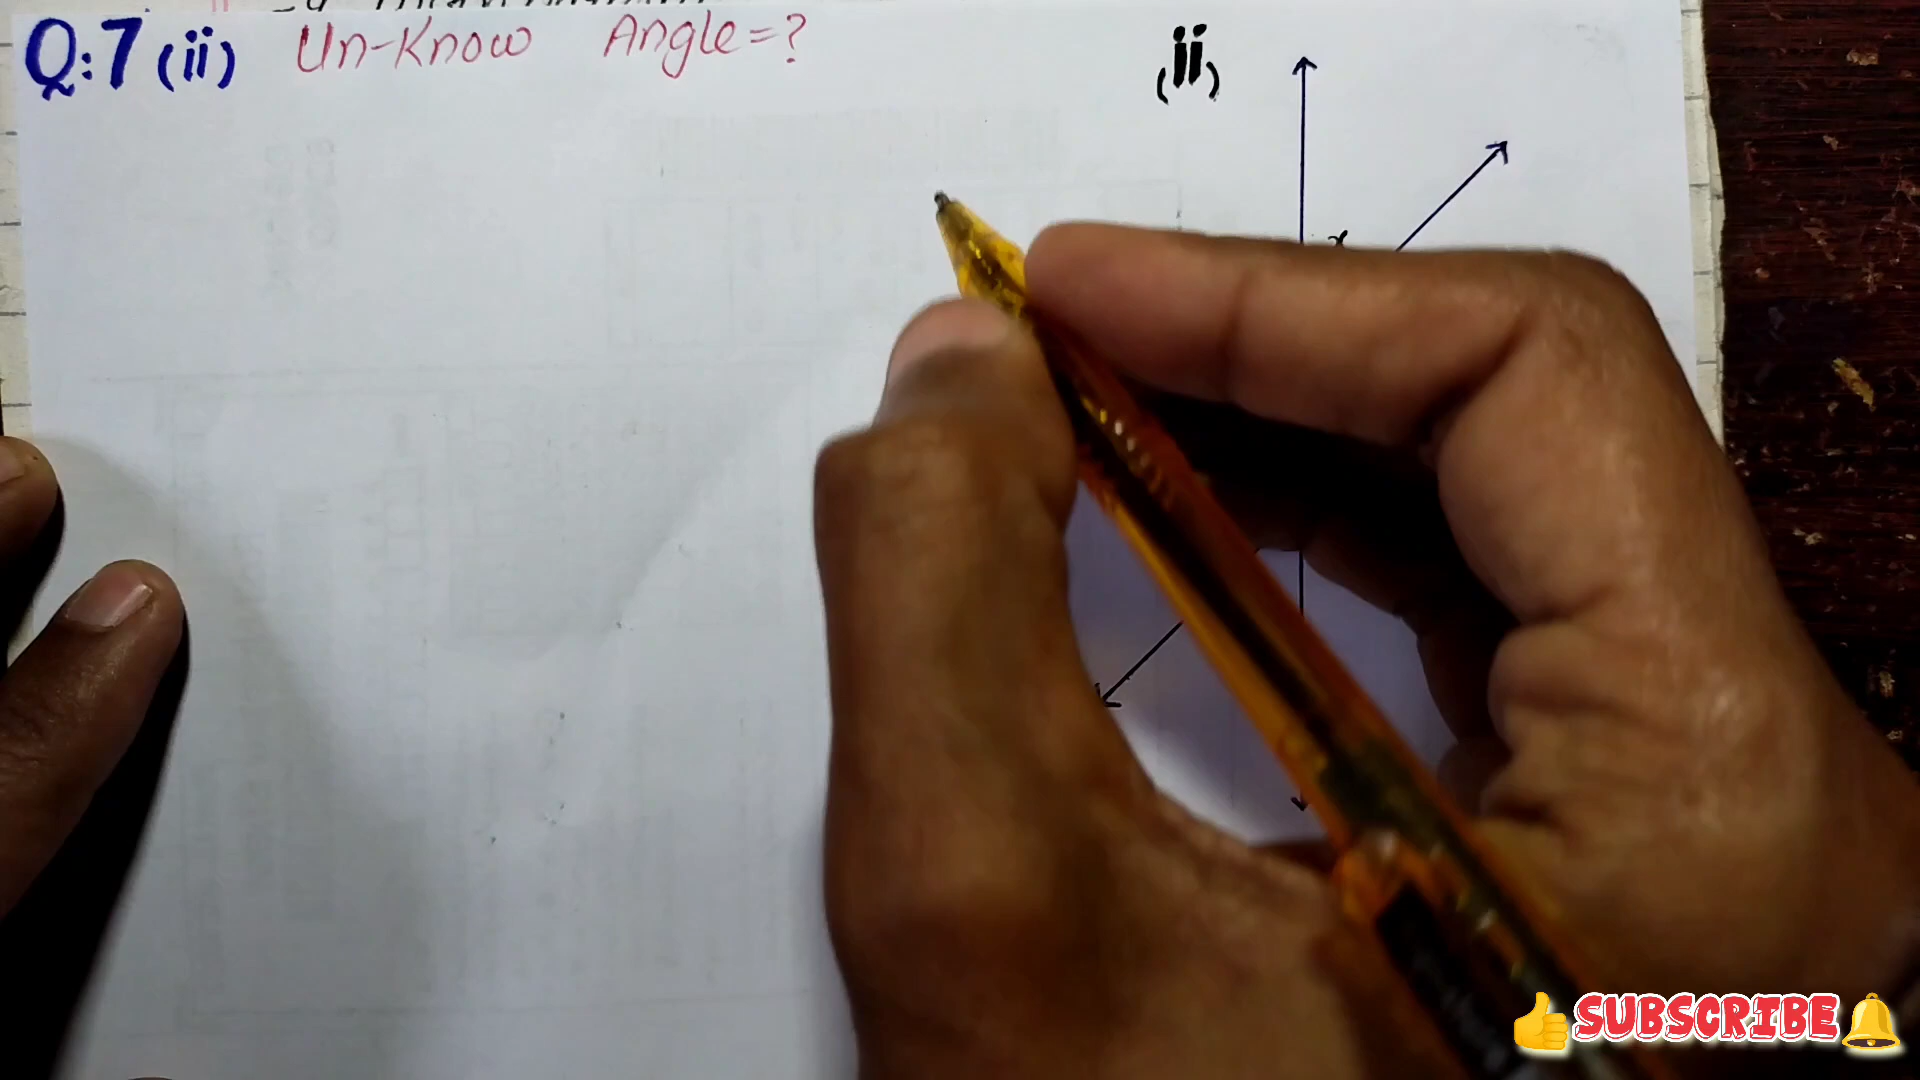 Q:7 (ii) Un-Know Angle=?
(ii)
x
SUBSCRIBE